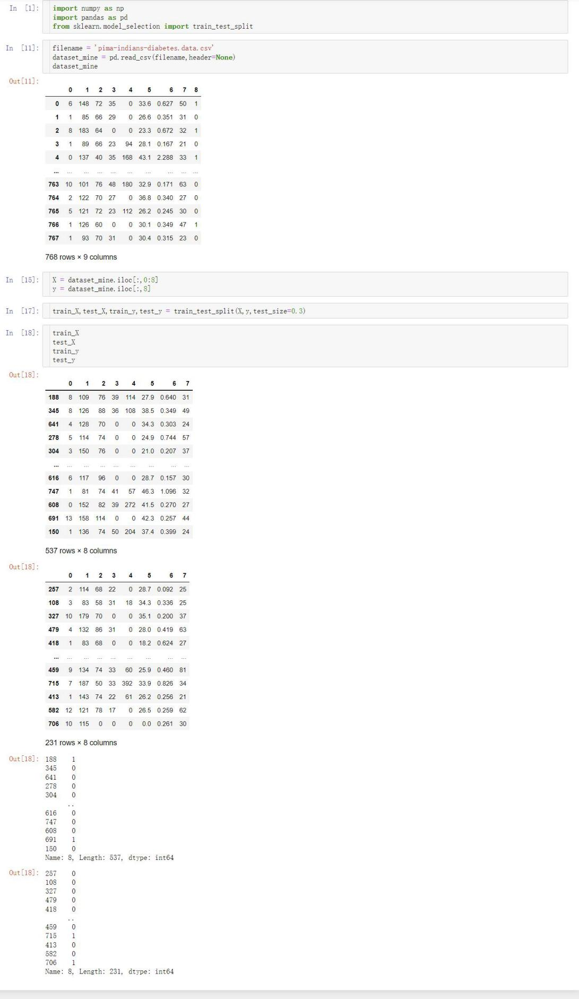 In [1]:
import numpy as np
import pandas as pd
from sklearn.model_selection import train_test_split
In [11]:
filename = 'pima-indians-diabetes.data.csv'
dataset_mine = pd.read_csv(filename,header=None)
dataset_mine
Out[11]:
0 1 2 3 4 5 6 7 8
0 6 148 72 35 0 33.6 0.627 50 1
1 1 85 66 29 0 26.6 0.351 31 0
2 8 183 64 0 0 23.3 0.672 32 1
3 1 89 66 23 94 28.1 0.167 21 0
4 0 137 40 35 168 43.1 2.288 33 1
... ... ... ... ... ... ... ... ... ...
763 10 101 76 48 180 32.9 0.171 63 0
764 2 122 70 27 0 36.8 0.340 27 0
765 5 121 72 23 112 26.2 0.245 30 0
766 1 126 60 0 0 30.1 0.349 47 1
767 1 93 70 31 0 30.4 0.315 23 0
768 rows × 9 columns
In [15]:
X = dataset_mine.iloc[:,0:8]
y = dataset_mine.iloc[:,8]
In [17]:
train_X,test_X,train_y,test_y = train_test_split(X,y,test_size=0.3)
In [18]:
train_X
test_X
train_y
test_y
Out[18]:
0 1 2 3 4 5 6 7
188 8 109 76 39 114 27.9 0.640 31
345 8 126 88 36 108 38.5 0.349 49
641 4 128 70 0 0 34.3 0.303 24
278 5 114 74 0 0 24.9 0.744 57
304 3 150 76 0 0 21.0 0.207 37
... ... ... ... ... ... ... ... ...
616 6 117 96 0 0 28.7 0.157 30
747 1 81 74 41 57 46.3 1.096 32
608 0 152 82 39 272 41.5 0.270 27
691 13 158 114 0 0 42.3 0.257 44
150 1 136 74 50 204 37.4 0.399 24
537 rows × 8 columns
Out[18]:
0 1 2 3 4 5 6 7
257 2 114 68 22 0 28.7 0.092 25
108 3 83 58 31 18 34.3 0.336 25
327 10 179 70 0 0 35.1 0.200 37
479 4 132 86 31 0 28.0 0.419 63
418 1 83 68 0 0 18.2 0.624 27
... ... ... ... ... ... ... ... ...
459 9 134 74 33 60 25.9 0.460 81
715 7 187 50 33 392 33.9 0.826 34
413 1 143 74 22 61 26.2 0.256 21
582 12 121 78 17 0 26.5 0.259 62
706 10 115 0 0 0 0.0 0.261 30
231 rows × 8 columns
Out[18]: 188 1
345 0
641 0
278 0
304 0
..
616 0
747 0
608 0
691 1
150 0
Name: 8, Length: 537, dtype: int64
Out[18]: 257 0
108 0
327 0
479 0
418 0
..
459 0
715 1
413 0
582 0
706 1
Name: 8, Length: 231, dtype: int64